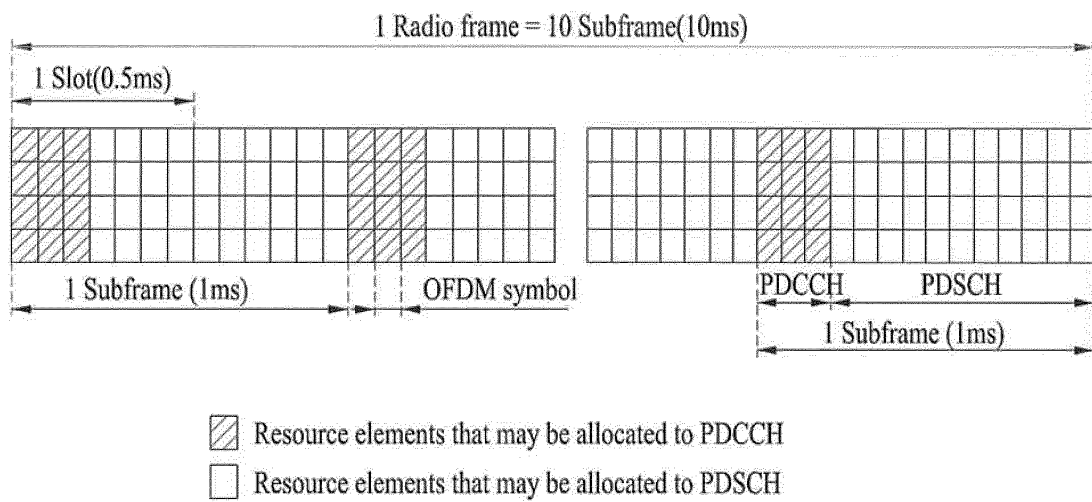 1 Radio frame = 10 Subframe(10ms)
1 Slot(0.5ms)
1 Subframe (1ms)
OFDM symbol
PDCCH
PDSCH
1 Subframe (1ms)
Resource elements that may be allocated to PDCCH
Resource elements that may be allocated to PDSCH